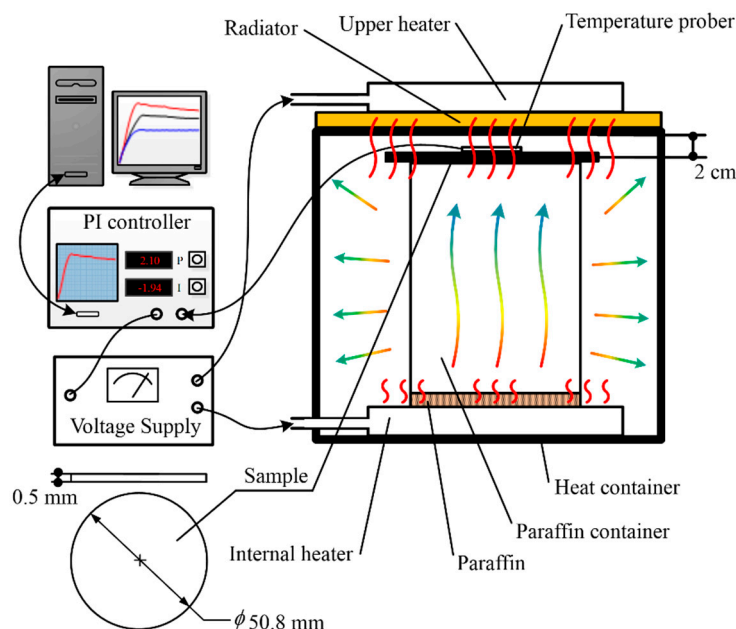 Temperature prober
Upper heater
Radiator
2 cm
PI controller
2.10 P
-1.94 I
Voltage Supply
Sample
0.5 mm
Heat container
Paraffin container
Internal heater
Paraffin
ϕ 50.8 mm